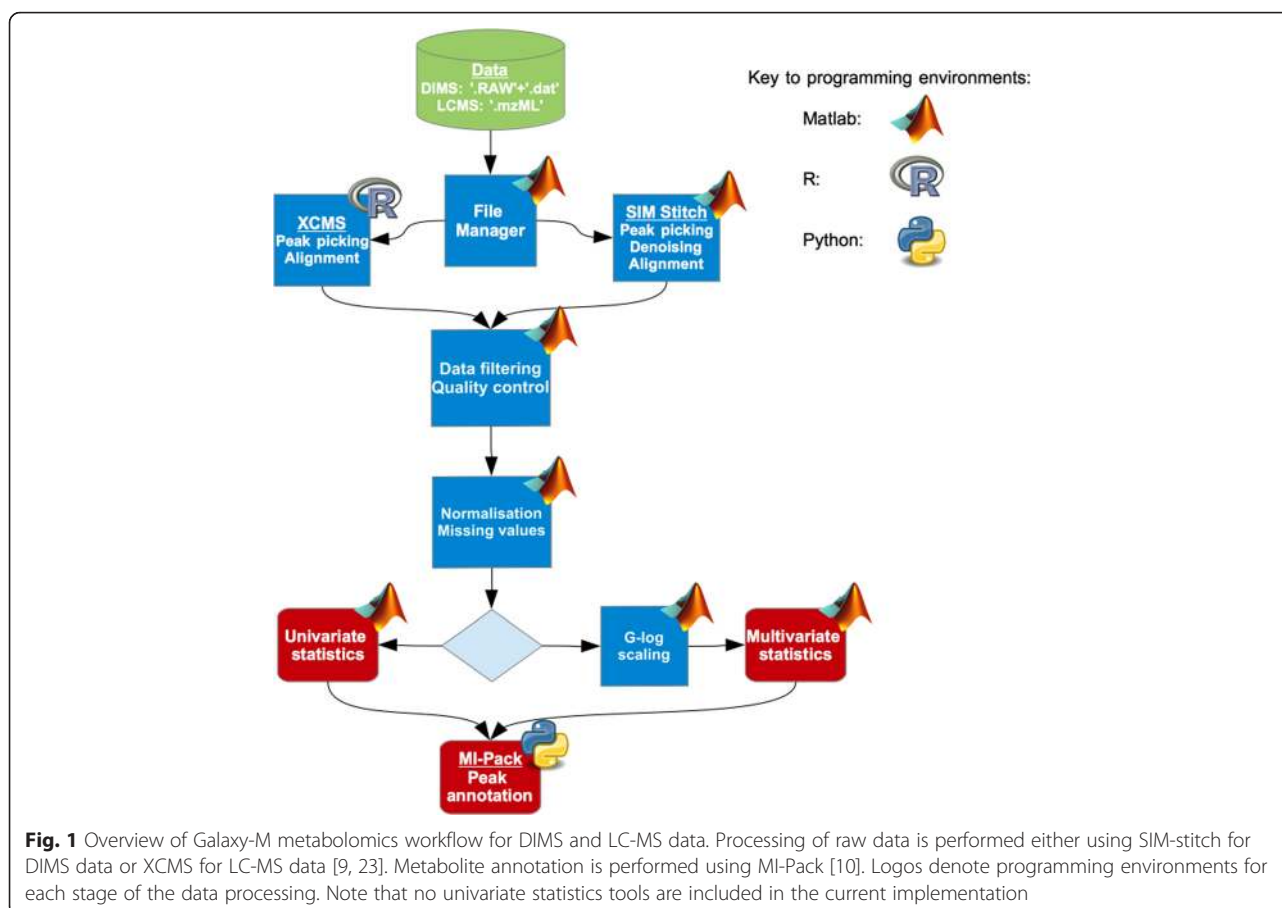 Data
DIMS: '.RAW'+'.dat'
LCMS: '.mzML'
Key to programming environments:
Matlab:
R:
R
Python:
XCMS
Peak picking
Alignment
R
File
Manager
SIM Stitch
Peak picking
Denoising
Alignment
Data filtering
Quality control
Normalisation
Missing values
Univariate
statistics
G-log
scaling
Multivariate
statistics
MI-Pack
Peak
annotation
Fig. 1 Overview of Galaxy-M metabolomics workflow for DIMS and LC-MS data. Processing of raw data is performed either using SIM-stitch for
DIMS data or XCMS for LC-MS data [9, 23]. Metabolite annotation is performed using MI-Pack [10]. Logos denote programming environments for
each stage of the data processing. Note that no univariate statistics tools are included in the current implementation